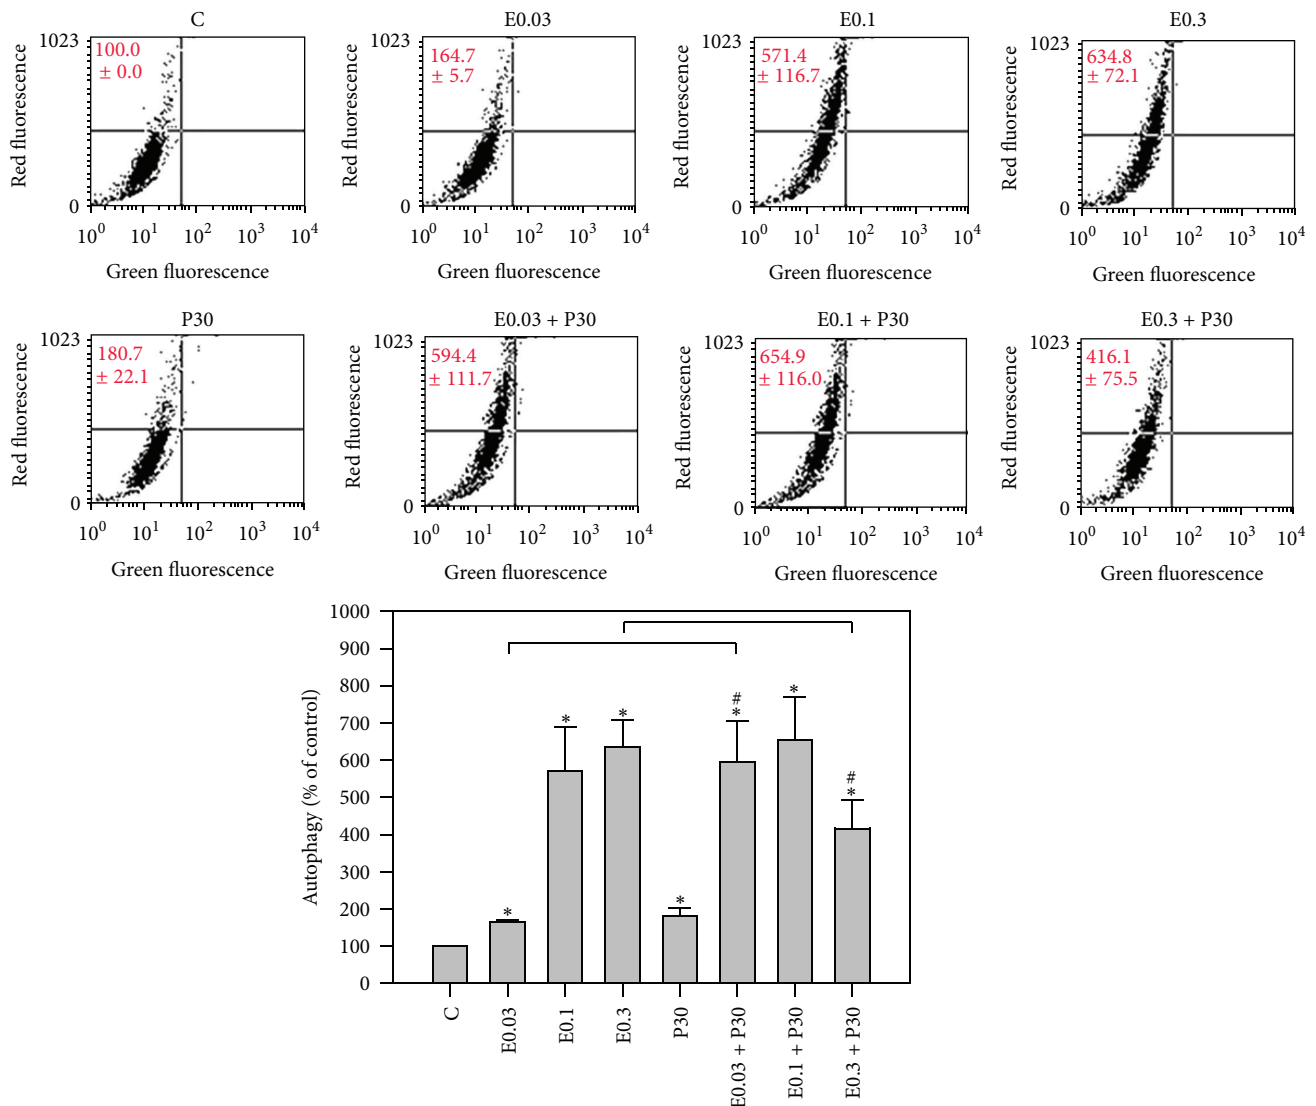 C
1023
100.0
± 0.0
Red fluorescence
0
10^0 10^1 10^2 10^3 10^4
Green fluorescence
E0.03
1023
164.7
± 5.7
Red fluorescence
0
10^0 10^1 10^2 10^3 10^4
Green fluorescence
E0.1
1023
571.4
± 116.7
Red fluorescence
0
10^0 10^1 10^2 10^3 10^4
Green fluorescence
E0.3
1023
634.8
± 72.1
Red fluorescence
0
10^0 10^1 10^2 10^3 10^4
Green fluorescence
P30
1023
180.7
± 22.1
Red fluorescence
0
10^0 10^1 10^2 10^3 10^4
Green fluorescence
E0.03 + P30
1023
594.4
± 111.7
Red fluorescence
0
10^0 10^1 10^2 10^3 10^4
Green fluorescence
E0.1 + P30
1023
654.9
± 116.0
Red fluorescence
0
10^0 10^1 10^2 10^3 10^4
Green fluorescence
E0.3 + P30
1023
416.1
± 75.5
Red fluorescence
0
10^0 10^1 10^2 10^3 10^4
Green fluorescence
Autophagy (% of control)
1000
900
800
700
600
500
400
300
200
100
0
*
*
*
*
#
*
*
#
*
C
E0.03
E0.1
E0.3
P30
E0.03 + P30
E0.1 + P30
E0.3 + P30